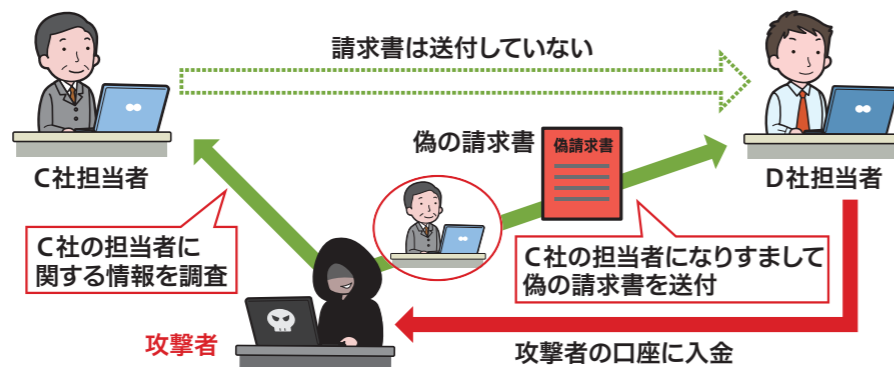 請求書は送付していない
偽の請求書
偽請求書
C社担当者
D社担当者
C社の担当者に
関する情報を調査
C社の担当者になりすまして
偽の請求書を送付
攻撃者
攻撃者の口座に入金